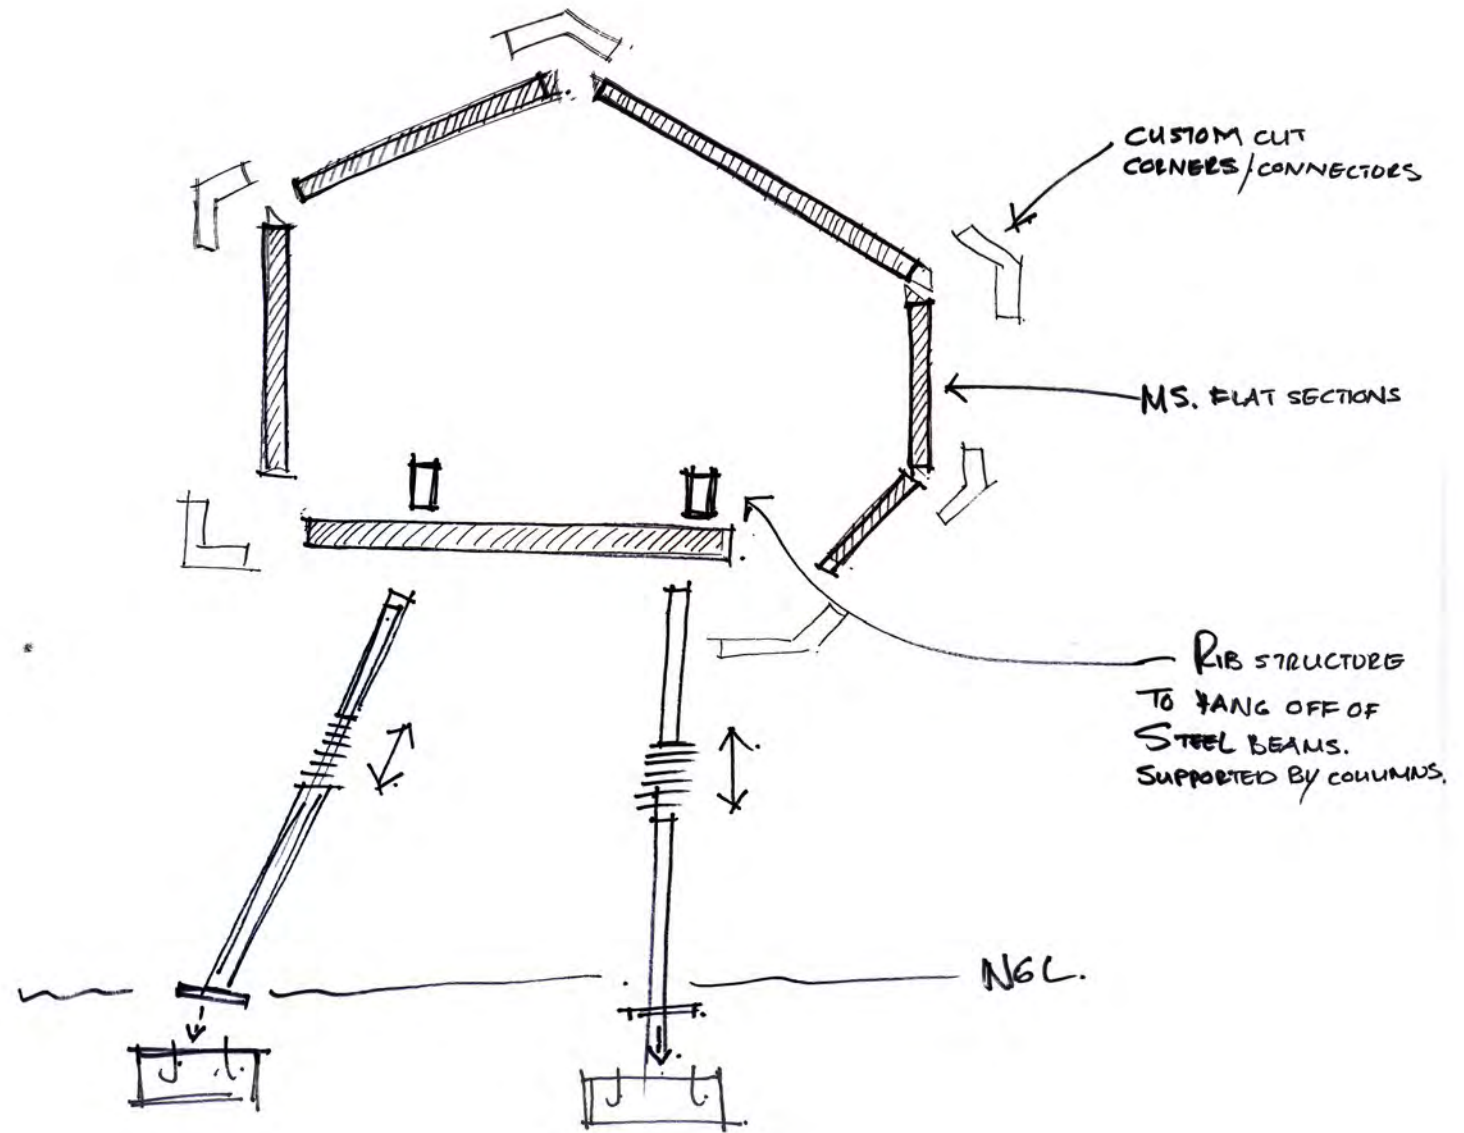 CUSTOM CUT
CORNERS/CONNECTORS
MS. FLAT SECTIONS
RIB STRUCTURE
TO HANG OFF OF
STEEL BEAMS.
SUPPORTED BY COLUMNS.
NGL.